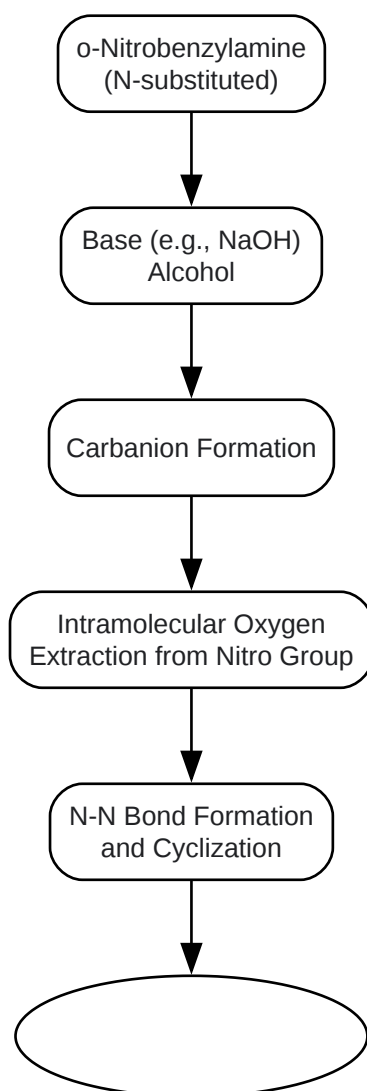 o-Nitrobenzylamine
(N-substituted)
Base (e.g., NaOH)
Alcohol
Carbanion Formation
Intramolecular Oxygen
Extraction from Nitro Group
N-N Bond Formation
and Cyclization